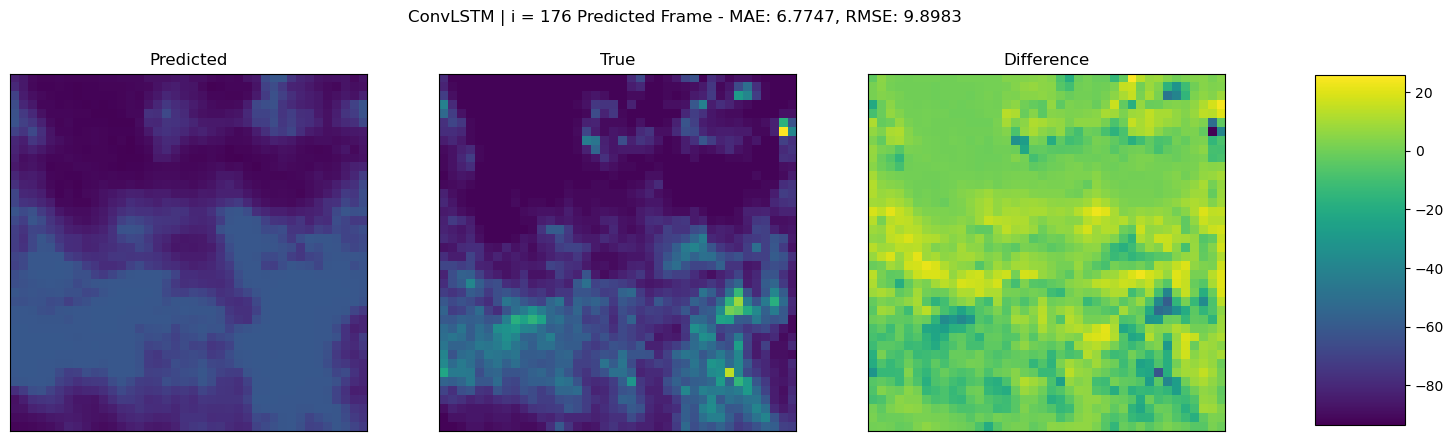 ConvLSTM | i = 176 Predicted Frame - MAE: 6.7747, RMSE: 9.8983
Predicted
True
Difference
20
0
−20
−40
−60
−80